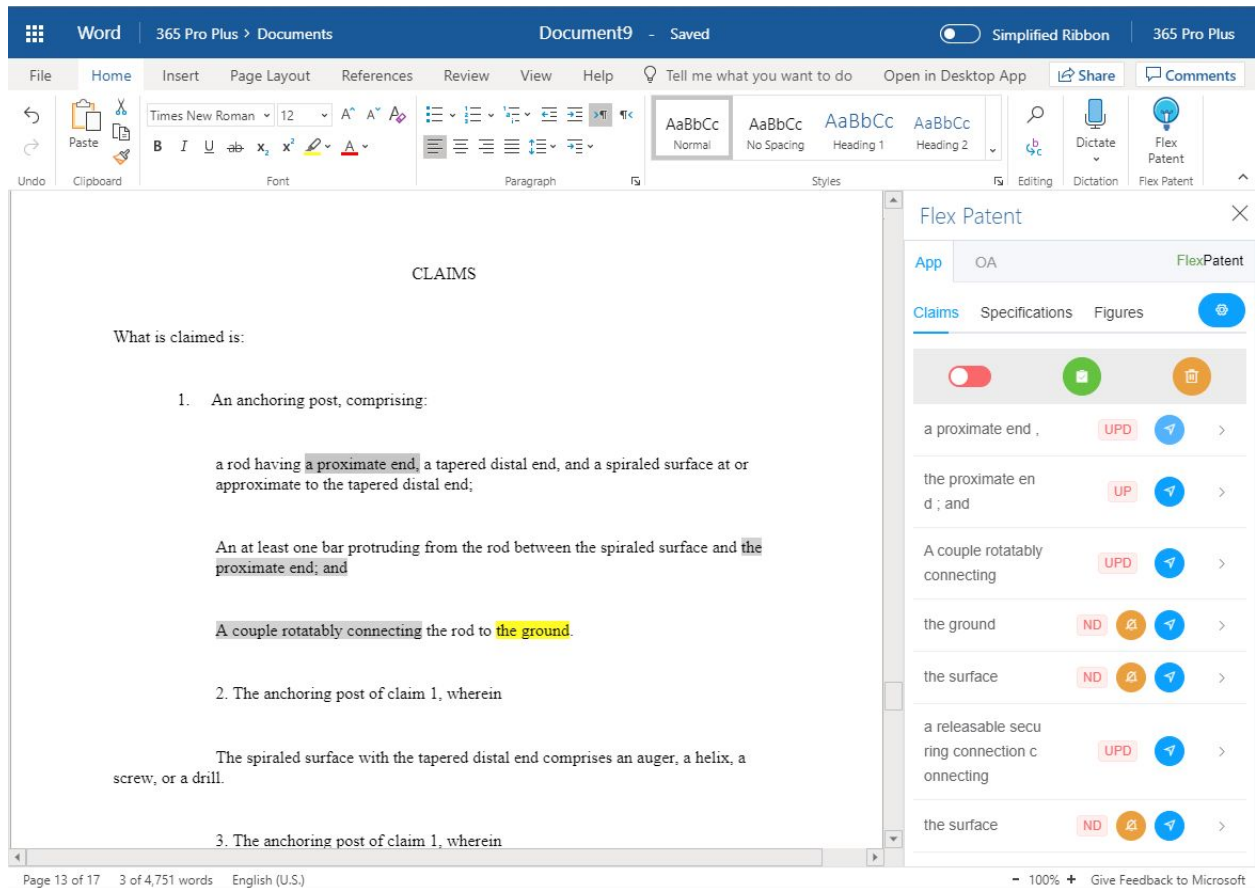 Word 365 Pro Plus > Documents Document9 - Saved Simplified Ribbon 365 Pro Plus
File Home Insert Page Layout References Review View Help Tell me what you want to do Open in Desktop App Share Comments
Times New Roman 12
Paste
AaBbCc AaBbCc AaBbCc AaBbCc
Normal No Spacing Heading 1 Heading 2
Dictate
Flex
Patent
Undo Clipboard Font Paragraph Styles Editing Dictation Flex Patent
CLAIMS
What is claimed is:
1. An anchoring post, comprising:
a rod having a proximate end, a tapered distal end, and a spiraled surface at or
approximate to the tapered distal end;
An at least one bar protruding from the rod between the spiraled surface and the
proximate end; and
A couple rotatably connecting the rod to the ground.
2. The anchoring post of claim 1, wherein
The spiraled surface with the tapered distal end comprises an auger, a helix, a
screw, or a drill.
3. The anchoring post of claim 1, wherein
Flex Patent
App OA FlexPatent
Claims Specifications Figures
a proximate end , UPD
the proximate en
d ; and UP
A couple rotatably
connecting UPD
the ground ND
the surface ND
a releasable secu
ring connection c
onnecting UPD
the surface ND
Page 13 of 17 3 of 4,751 words English (U.S.) - 100% + Give Feedback to Microsoft